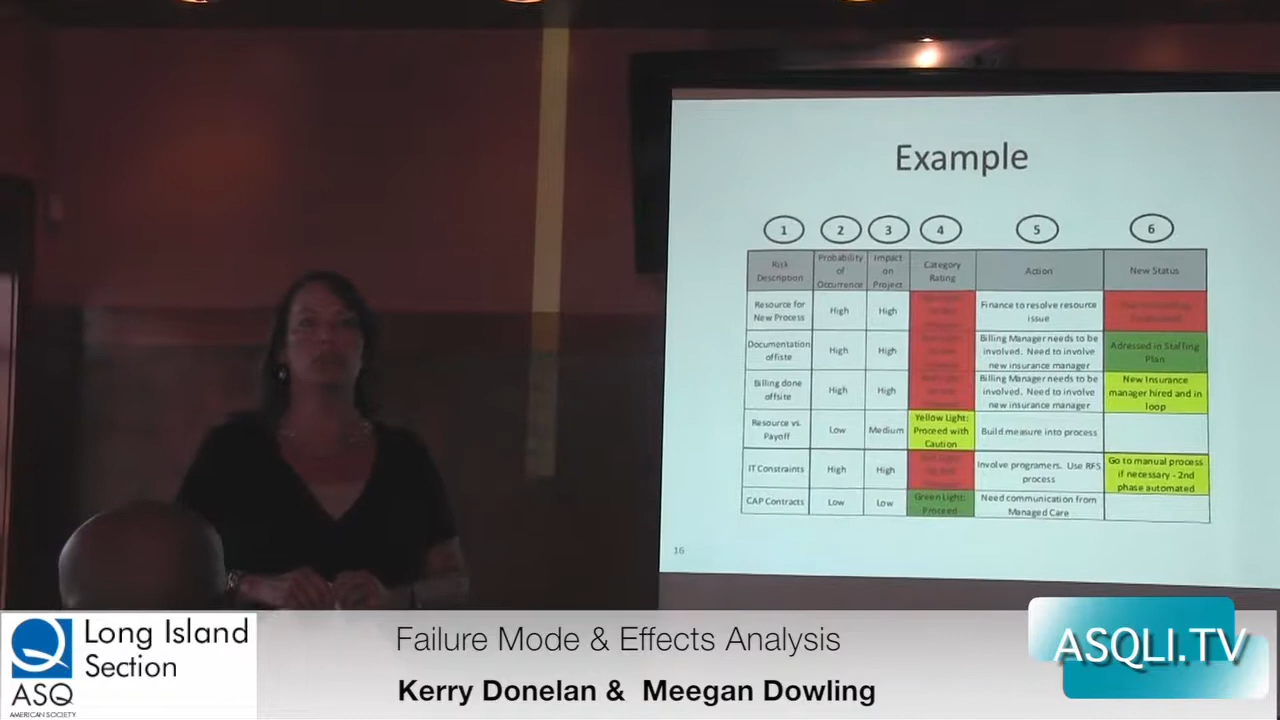 Example
1 2 3 4 5 6
Risk Description
Probability of Occurrence
Impact on Project
Category Rating
Action
New Status
Resource for New Process
High
High
Finance to resolve resource issue
Documentation offiste
High
High
Billing Manager needs to be involved. Need to involve new insurance manager
Adressed in Staffing Plan
Billing done offsite
High
High
Billing Manager needs to be involved. Need to involve new insurance manager
New Insurance manager hired and in loop
Resource vs. Payoff
Low
Medium
Yellow Light: Proceed with Caution
Build measure into process
IT Constraints
High
High
Involve programers. Use RFS process
Go to manual process if necessary - 2nd phase automated
CAP Contracts
Low
Low
Green Light: Proceed
Need communication from Managed Care
16
Long Island
Section
ASQ
AMERICAN SOCIETY
Failure Mode & Effects Analysis
Kerry Donelan & Meegan Dowling
ASQLI.TV